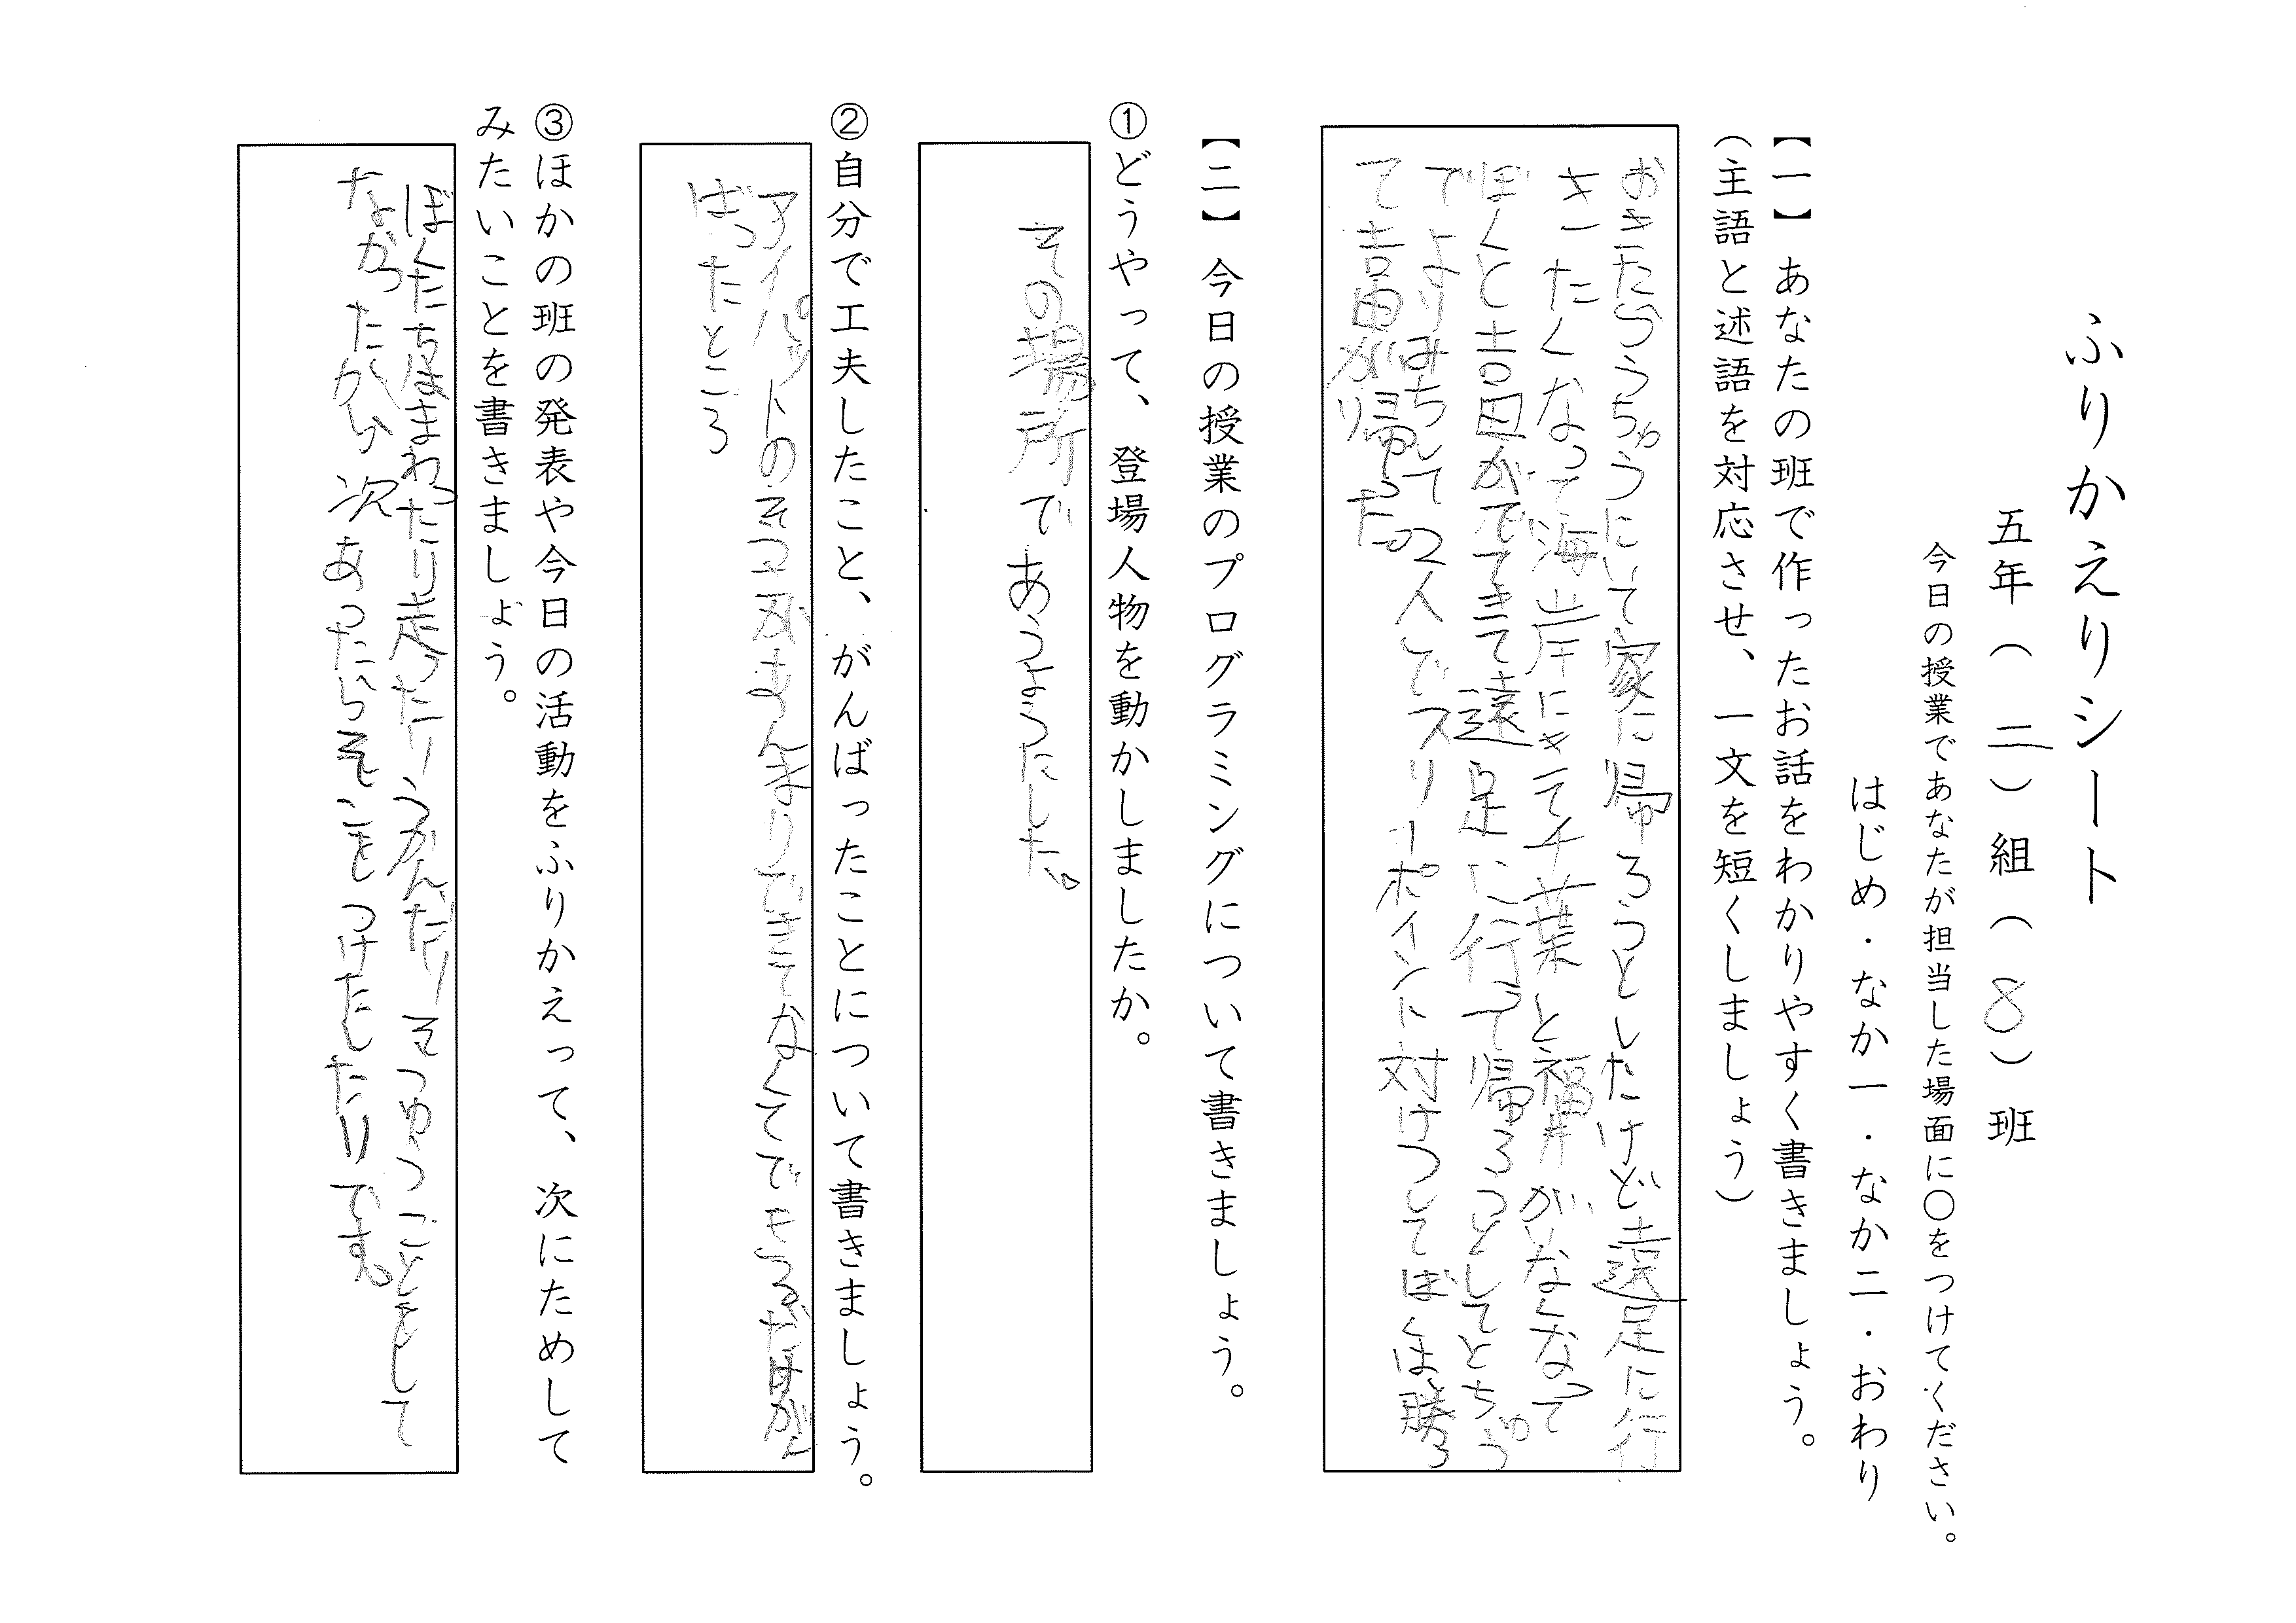 ふりかえりシート
五年（二）組（８）班
今日の授業であなたが担当した場面に〇をつけてください。
はじめ・なか一・なか二・おわり
【一】あなたの班で作ったお話をわかりやすく書きましょう。
（主語と述語を対応させ、一文を短くしましょう）
おきたらうちゅうにいて家に帰ろうとしたけど遠足に行
きたくなって海岸にきて千葉と福井がいなくなって
ぼくと吉田がでてきて遠足に行って帰ろうとしてとちゅう
でよりみちして２人でスリーポイント対けつしてぼくは勝っ
て吉田が帰った。
【二】今日の授業のプログラミングについて書きましょう。
①どうやって、登場人物を動かしましたか。
その場所であうようにした。
②自分で工夫したこと、がんばったことについて書きましょう。
アイパットのそうさがあんまりできてなくてでもがん
ばったところ
③ほかの班の発表や今日の活動をふりかえって、次にためして
みたいことを書きましょう。
ぼくたちはまわったり走ったりうかんだりそうゆうことをして
なかったから次あったらそこをつけたしたりです。